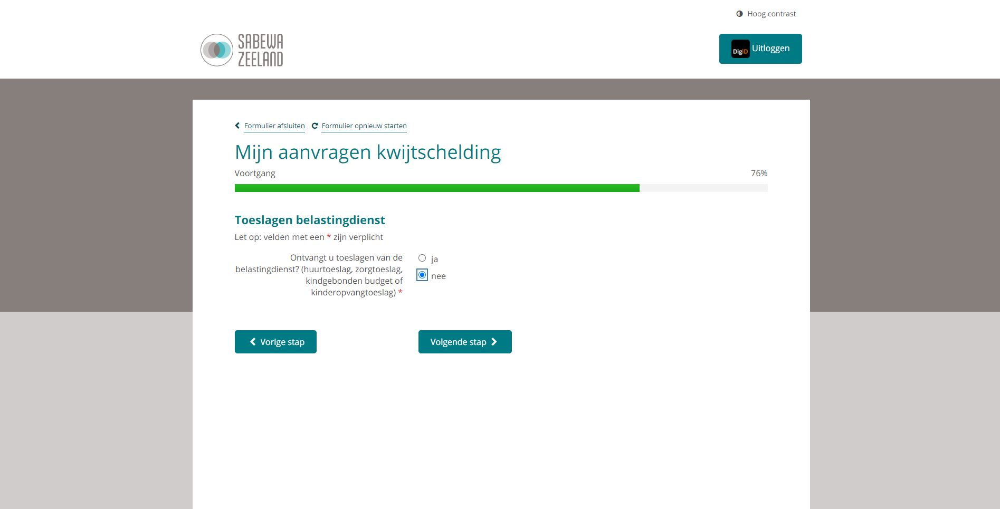 Hoog contrast
SABEWA
ZEELAND
DigiD Uitloggen
Formulier afsluiten Formulier opnieuw starten
Mijn aanvragen kwijtschelding
Voortgang 76%
Toeslagen belastingdienst
Let op: velden met een * zijn verplicht
Ontvangt u toeslagen van de
belastingdienst? (huurtoeslag, zorgtoeslag,
kindgebonden budget of
kinderopvangtoeslag) *
ja
nee
Vorige stap Volgende stap